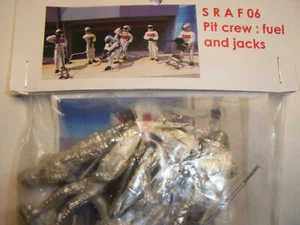 S R A F 06
Pit crew : fuel
and jacks